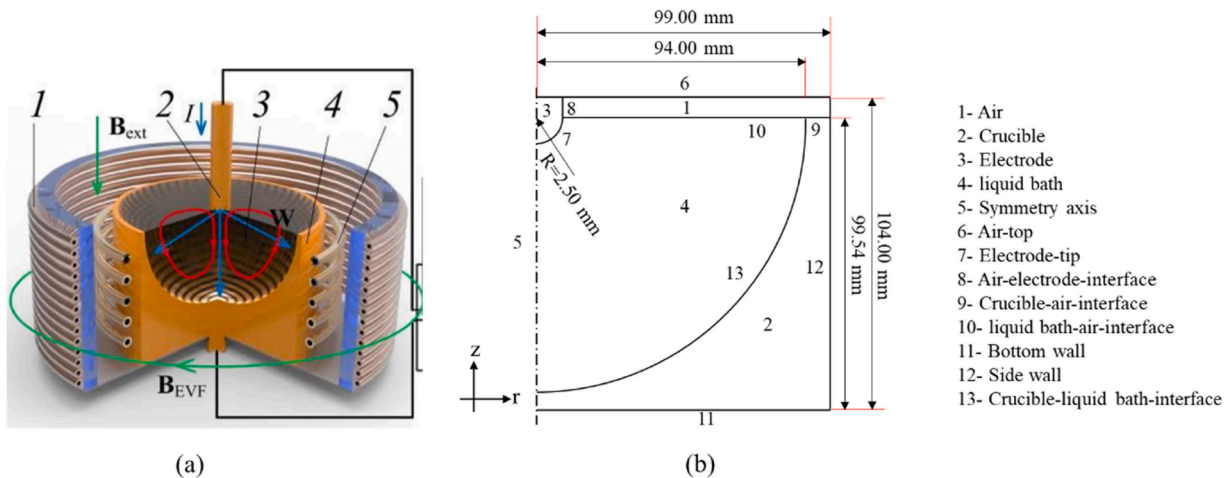 1
B_ext
I
2
3
4
5
W
B_EVF
(a)
99.00 mm
94.00 mm
6
3
8
1
7
10
9
R=2.50 mm
4
5
13
12
2
99.54 mm
104.00 mm
z
r
11
(b)
1- Air
2- Crucible
3- Electrode
4- liquid bath
5- Symmetry axis
6- Air-top
7- Electrode-tip
8- Air-electrode-interface
9- Crucible-air-interface
10- liquid bath-air-interface
11- Bottom wall
12- Side wall
13- Crucible-liquid bath-interface